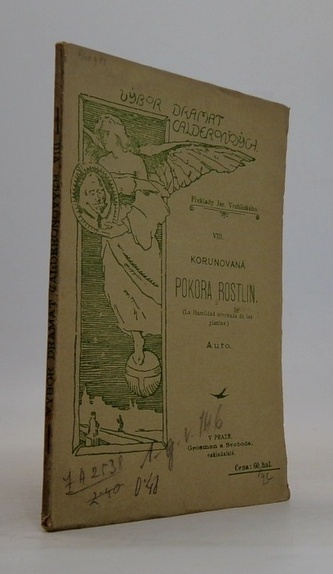 VÝBOR DRAMAT
CALDERONOVÝCH.
Překlady Jar. Vrchlického.
VIII.
KORUNOVANÁ
POKORA ROSTLIN.
(La Humildad coronada de las
plantas.)
Auto.
V PRAZE.
Grosman a Svoboda,
nakladatelé.
Cena: 60 hal.
VÝBOR DRAMAT CALDERONOVÝCH VIII